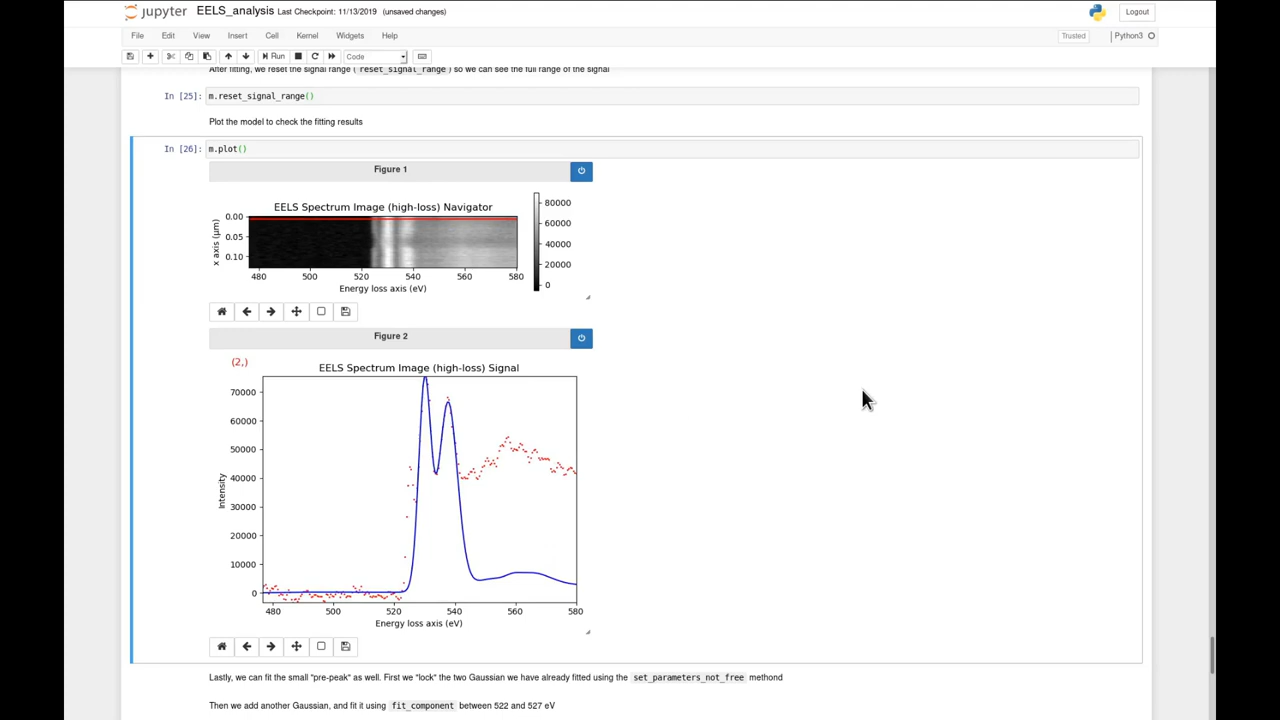 jupyter EELS_analysis Last Checkpoint: 11/13/2019 (unsaved changes)
Logout
File Edit View Insert Cell Kernel Widgets Help
Trusted Python3
Run Code
After fitting, we reset the signal range ( reset_signal_range ) so we can see the full range of the signal
In [25]: m.reset_signal_range()
Plot the model to check the fitting results
In [26]: m.plot()
Figure 1
EELS Spectrum Image (high-loss) Navigator
x axis (µm)
0.00
0.05
0.10
480 500 520 540 560 580
Energy loss axis (eV)
80000
60000
40000
20000
0
Figure 2
(2,)
EELS Spectrum Image (high-loss) Signal
Intensity
70000
60000
50000
40000
30000
20000
10000
0
480 500 520 540 560 580
Energy loss axis (eV)
Lastly, we can fit the small "pre-peak" as well. First we "lock" the two Gaussian we have already fitted using the set_parameters_not_free methond
Then we add another Gaussian, and fit it using fit_component between 522 and 527 eV